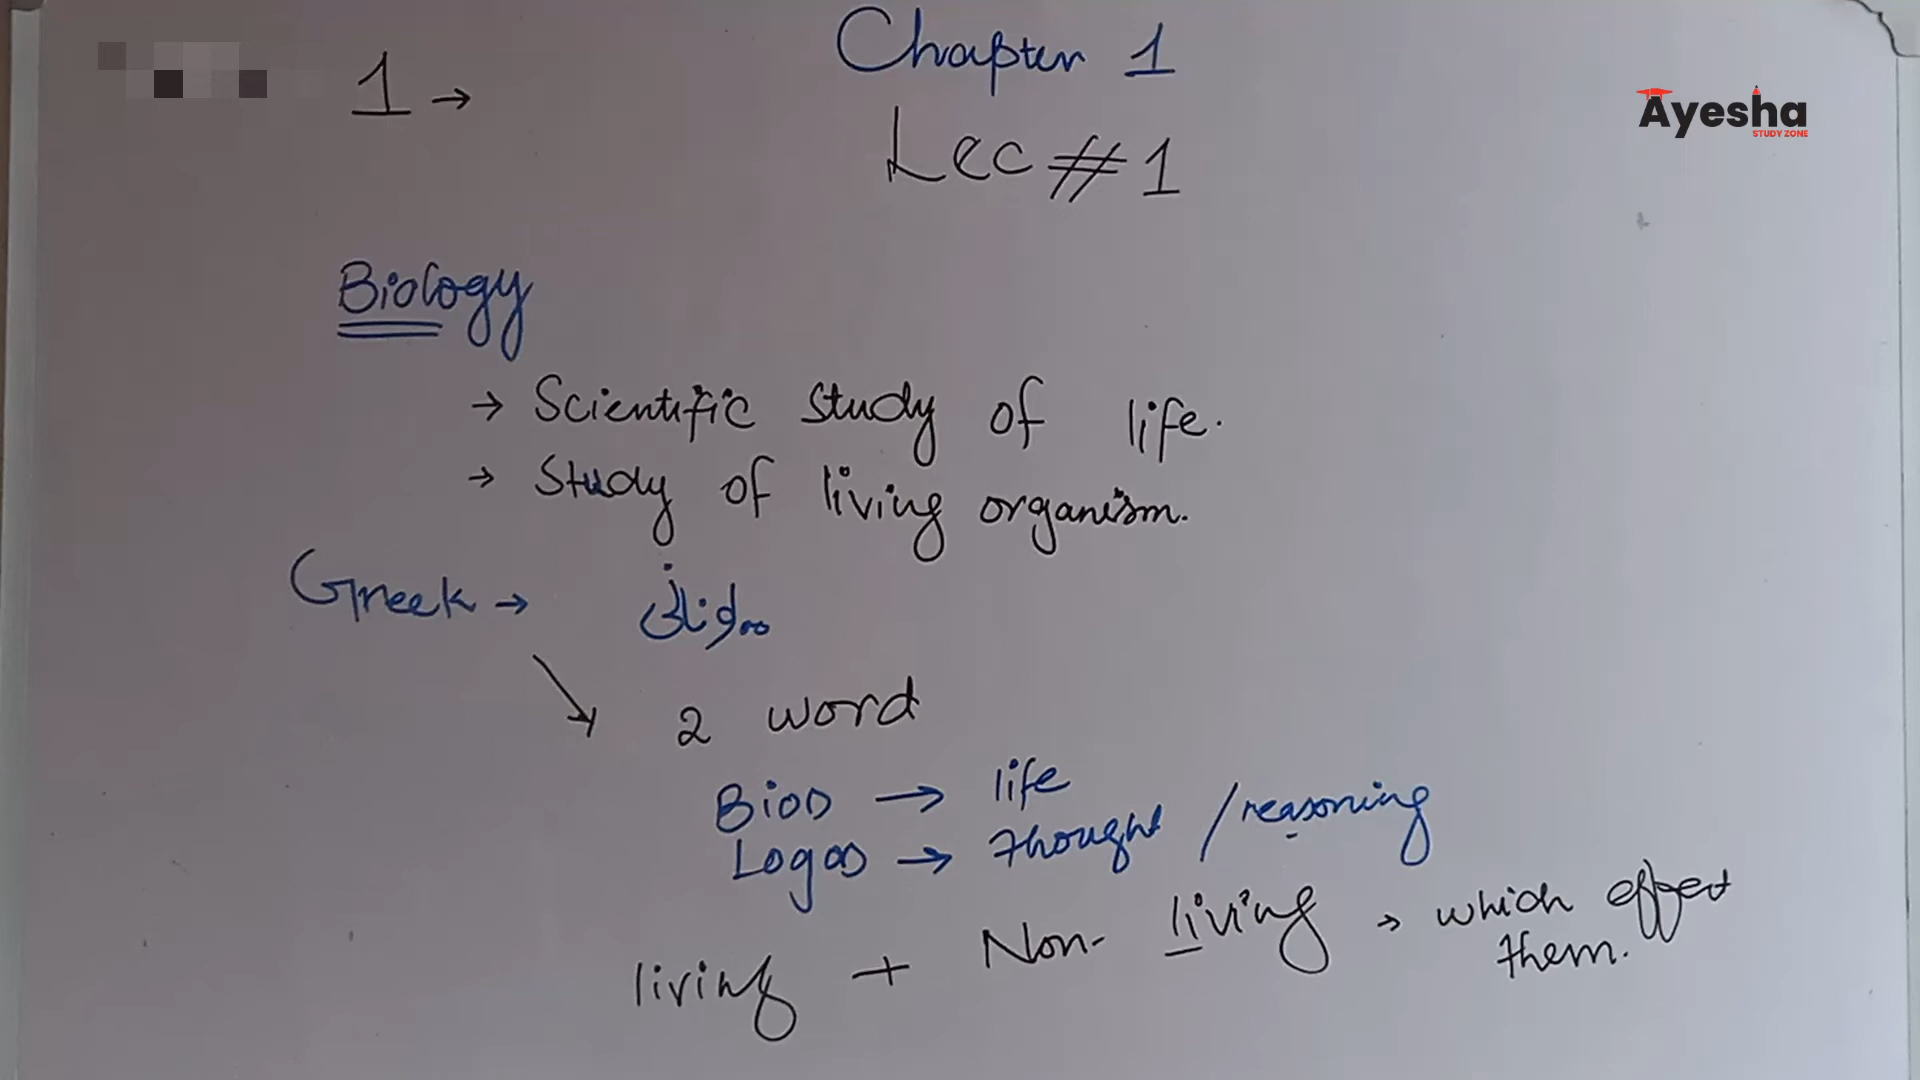 Chapter 1
1 →
Lec # 1
Ayesha
STUDY ZONE
Biology
→ Scientific study of life.
→ Study of living organism.
Greek →
2 word
Bios → life
Logos → thought / reasoning
living + Non-living → which effect
them.